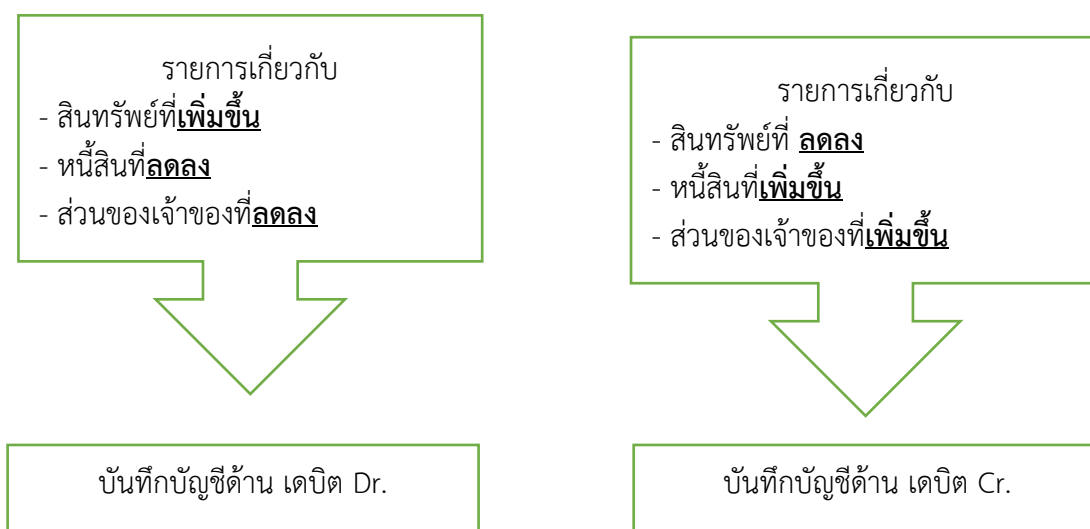 รายการเกี่ยวกับ
- สินทรัพย์ที่เพิ่มขึ้น
- หนี้สินที่ลดลง
- ส่วนของเจ้าของที่ลดลง
บันทึกบัญชีด้าน เดบิต Dr.
รายการเกี่ยวกับ
- สินทรัพย์ที่ ลดลง
- หนี้สินที่เพิ่มขึ้น
- ส่วนของเจ้าของที่เพิ่มขึ้น
บันทึกบัญชีด้าน เดบิต Cr.